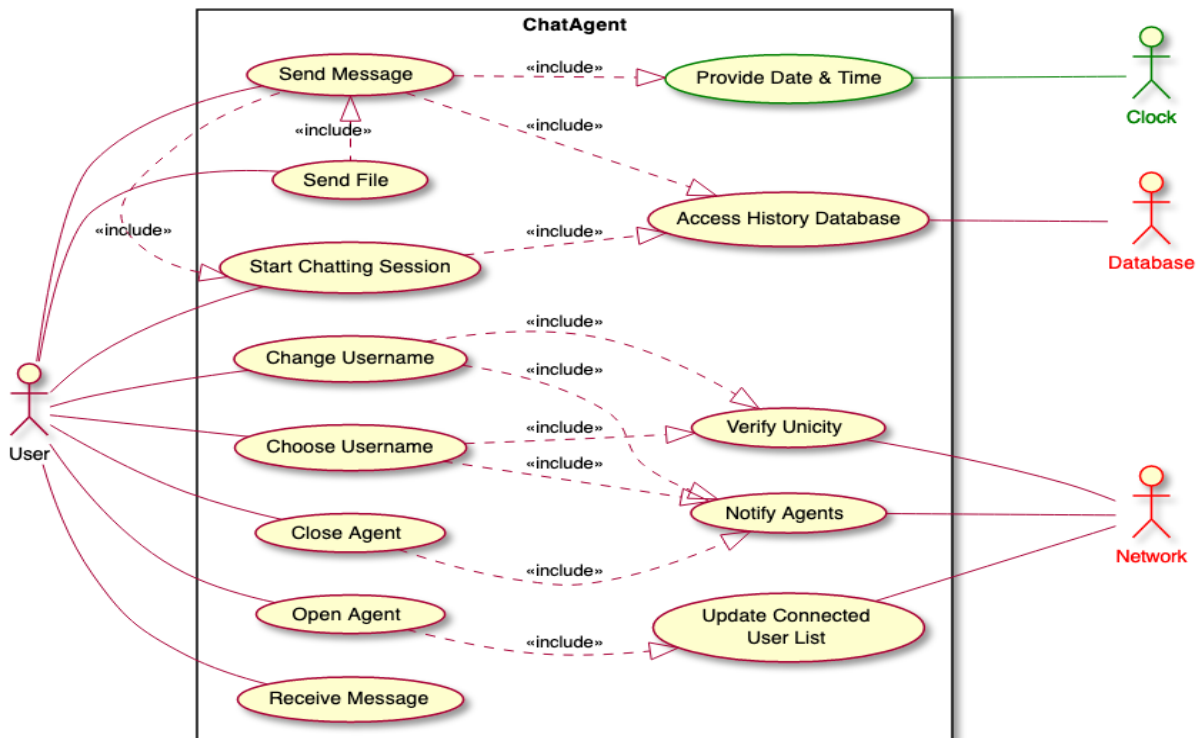 ChatAgent
Send Message
«include»
Provide Date & Time
Clock
«include»
«include»
Send File
Access History Database
«include»
«include»
Database
Start Chatting Session
«include»
Change Username
«include»
User
Choose Username
«include»
Verify Unicity
«include»
Notify Agents
Close Agent
Network
«include»
Open Agent
«include»
Update Connected
User List
Receive Message